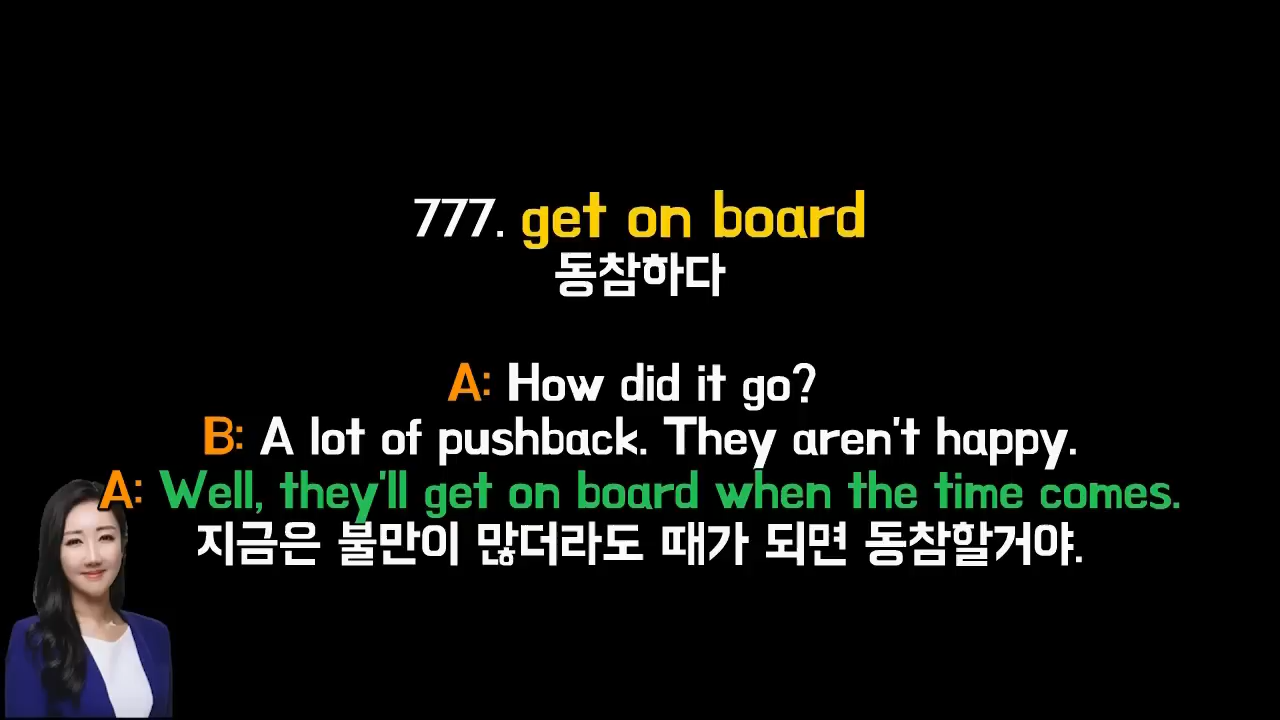 777. get on board
동참하다
A: How did it go?
B: A lot of pushback. They aren't happy.
A: Well, they'll get on board when the time comes.
지금은 불만이 많더라도 때가 되면 동참할거야.